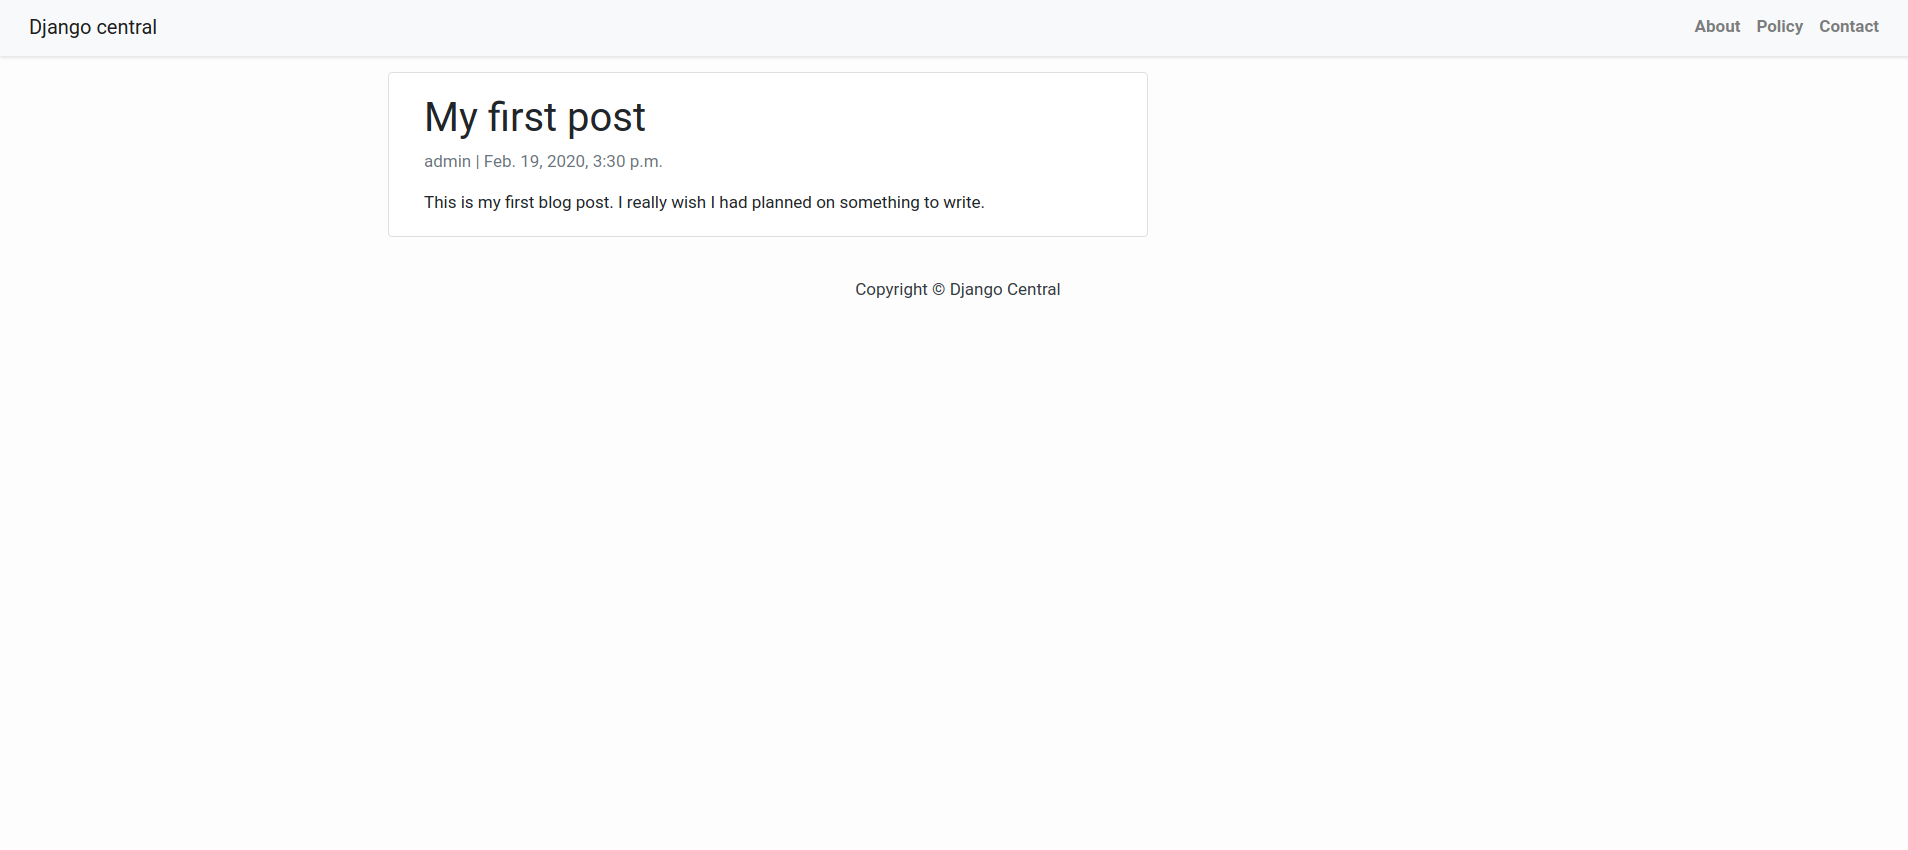 Django central
About Policy Contact
My first post
admin | Feb. 19, 2020, 3:30 p.m.
This is my first blog post. I really wish I had planned on something to write.
Copyright © Django Central